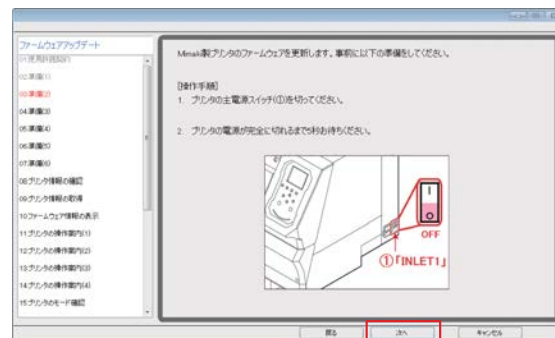 ファームウェアアップデート
01.使用許諾契約
02.準備(1)
03.準備(2)
04.準備(3)
05.準備(4)
06.準備(5)
07.準備(6)
08.プリンタ情報の確認
09.プリンタ情報の取得
10.ファームウェア情報の表示
11.プリンタの操作案内(1)
12.プリンタの操作案内(2)
13.プリンタの操作案内(3)
14.プリンタの操作案内(4)
15.プリンタのモード確認
Mimaki製プリンタのファームウェアを更新します。事前に以下の準備をしてください。
[操作手順]
1. プリンタの主電源スイッチ(①)を切ってください。
2. プリンタの電源が完全に切れるまで5秒お待ちください。
OFF
①「INLET1」
戻る
次へ
キャンセル